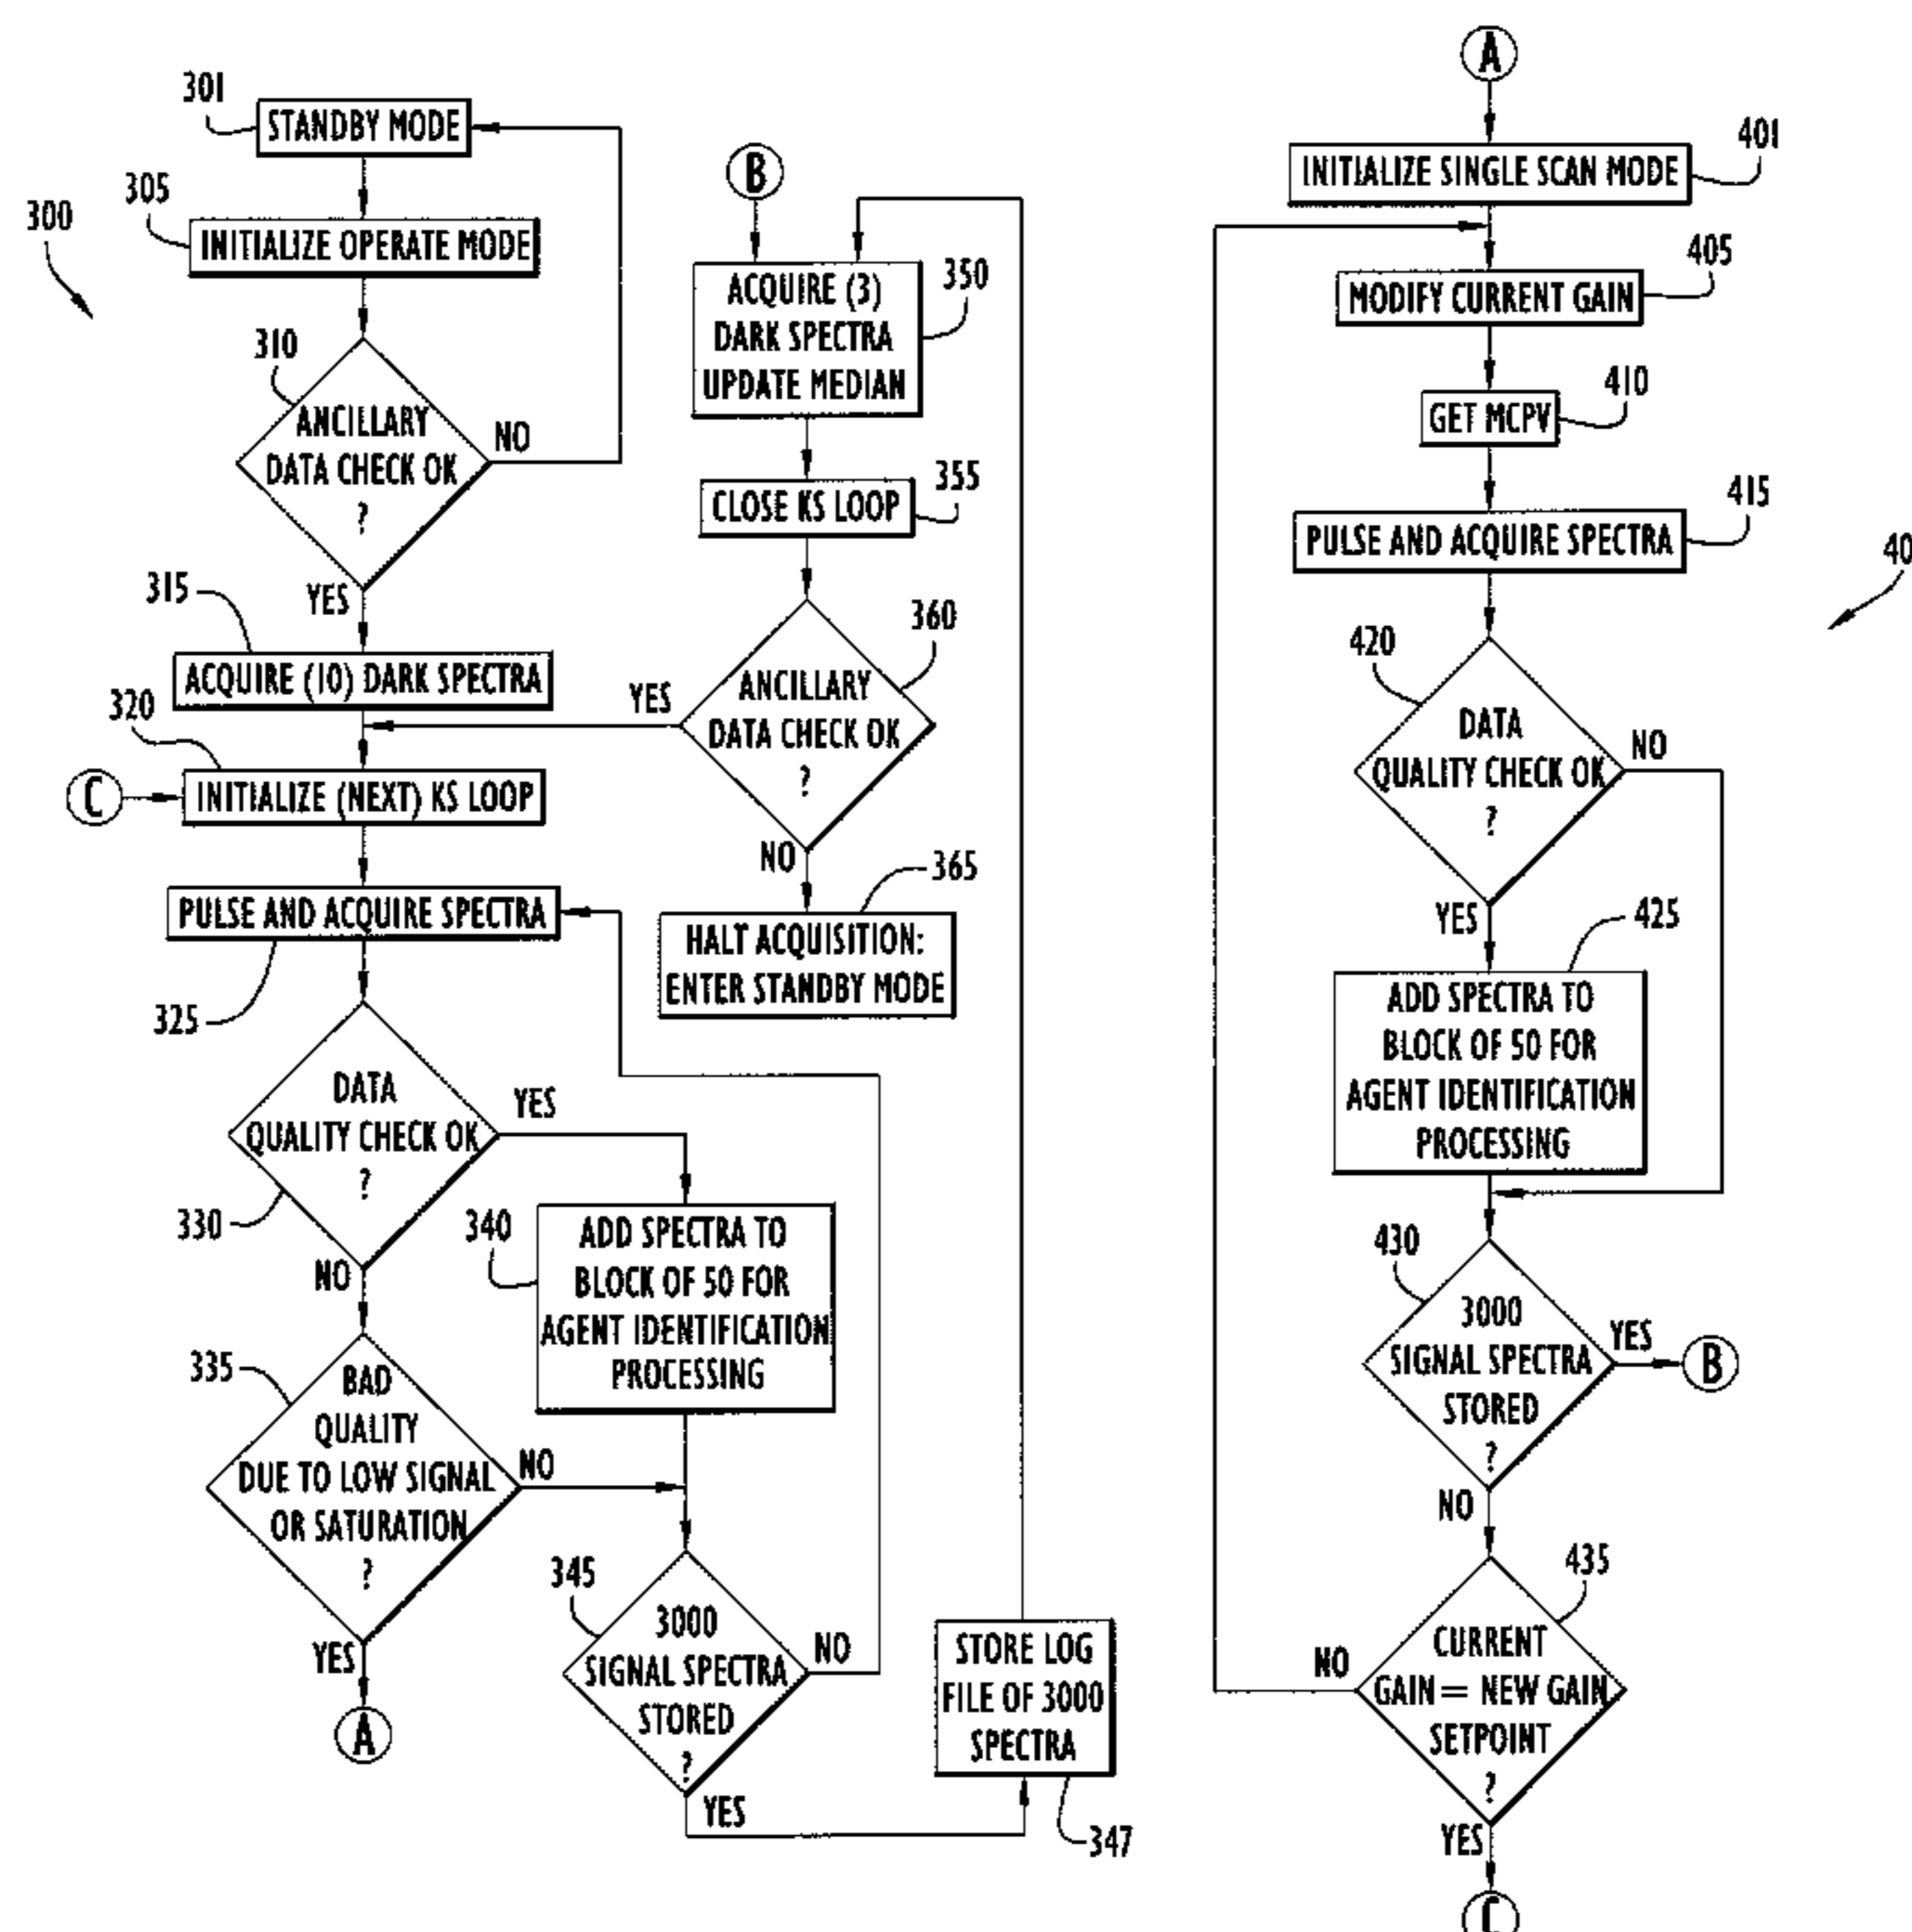 300
301
STANDBY MODE
305
INITIALIZE OPERATE MODE
310
ANCILLARY
DATA CHECK OK
?
NO
YES
315
ACQUIRE (10) DARK SPECTRA
320
C
INITIALIZE (NEXT) KS LOOP
PULSE AND ACQUIRE SPECTRA
325
DATA
QUALITY CHECK OK
?
YES
330
NO
335
BAD
QUALITY
DUE TO LOW SIGNAL
OR SATURATION
?
NO
YES
A
340
ADD SPECTRA TO
BLOCK OF 50 FOR
AGENT IDENTIFICATION
PROCESSING
345
3000
SIGNAL SPECTRA
STORED
?
NO
YES
STORE LOG
FILE OF 3000
SPECTRA
347
B
ACQUIRE (3)
DARK SPECTRA
UPDATE MEDIAN
350
CLOSE KS LOOP
355
360
ANCILLARY
DATA CHECK OK
?
YES
NO
365
HALT ACQUISITION:
ENTER STANDBY MODE
A
401
INITIALIZE SINGLE SCAN MODE
405
MODIFY CURRENT GAIN
410
GET MCPV
415
PULSE AND ACQUIRE SPECTRA
40
420
DATA
QUALITY CHECK OK
?
NO
YES
425
ADD SPECTRA TO
BLOCK OF 50 FOR
AGENT IDENTIFICATION
PROCESSING
430
3000
SIGNAL SPECTRA
STORED
?
YES
B
NO
435
CURRENT
GAIN = NEW GAIN
SETPOINT
?
NO
YES
C